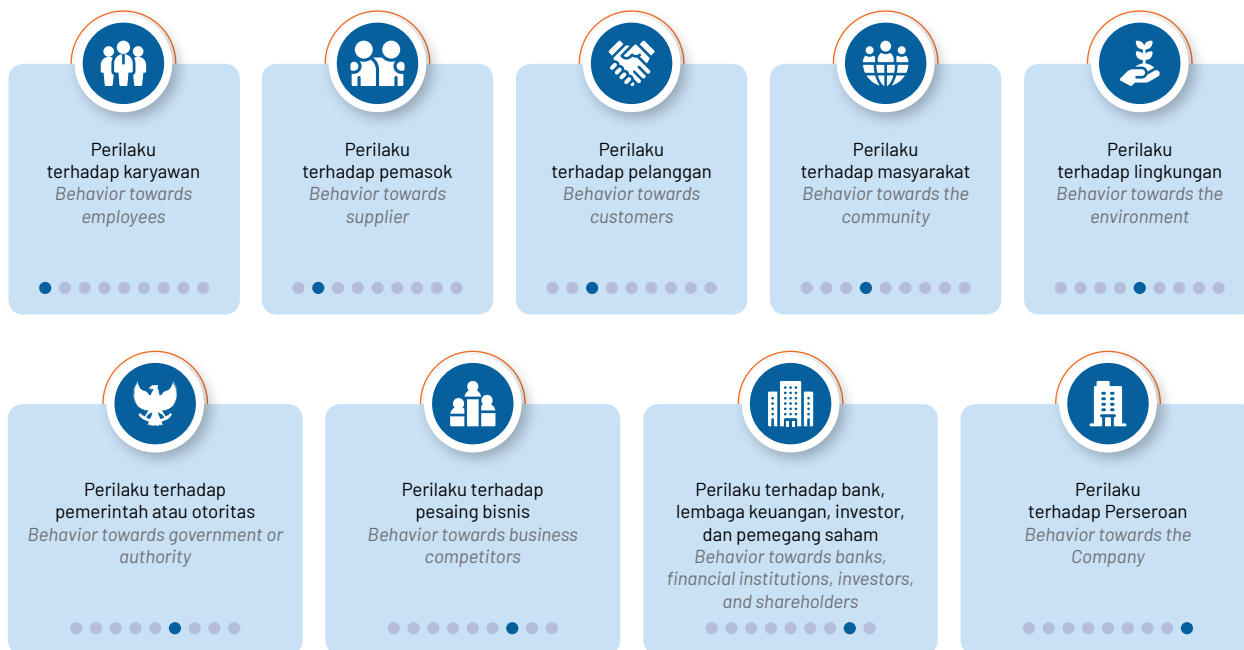 Perilaku
terhadap karyawan
Behavior towards
employees
Perilaku
terhadap pemasok
Behavior towards
supplier
Perilaku
terhadap pelanggan
Behavior towards
customers
Perilaku
terhadap masyarakat
Behavior towards the
community
Perilaku
terhadap lingkungan
Behavior towards the
environment
Perilaku terhadap
pemerintah atau otoritas
Behavior towards government or
authority
Perilaku terhadap
pesaing bisnis
Behavior towards business
competitors
Perilaku terhadap bank,
lembaga keuangan, investor,
dan pemegang saham
Behavior towards banks,
financial institutions, investors,
and shareholders
Perilaku
terhadap Perseroan
Behavior towards the
Company